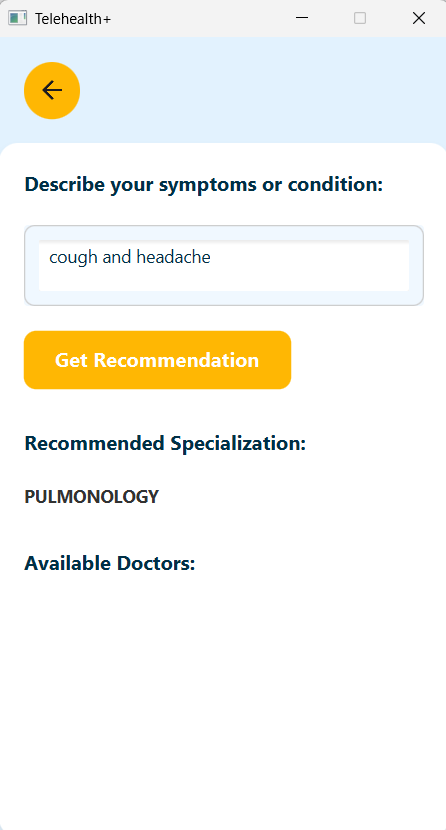 Telehealth+
Describe your symptoms or condition:
cough and headache
Get Recommendation
Recommended Specialization:
PULMONOLOGY
Available Doctors: